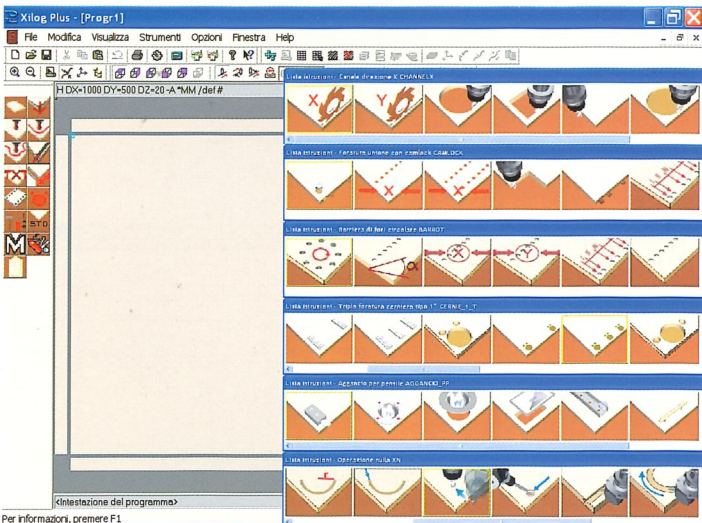 Xilog Plus - [Progr1]
File Modifica Visualizza Strumenti Opzioni Finestra Help
H DX=1000 DY=500 DZ=20 -A *MM /def #
Lista istruzioni - Canale direzione X CHANNELX
X Y
Lista istruzioni - Foratura unione con camlock CAMLOCK
X X
Lista istruzioni - Barriera di fori circolare BARROT
α X Y
Lista istruzioni - Tripla foratura cerniera tipo 1° CERNIE_1_T
Lista istruzioni - Aggancio per pensile AGGANCIO_PP
Lista istruzioni - Operazione nulla XN
r
STD
M
<Intestazione del programma>
Per informazioni, premere F1